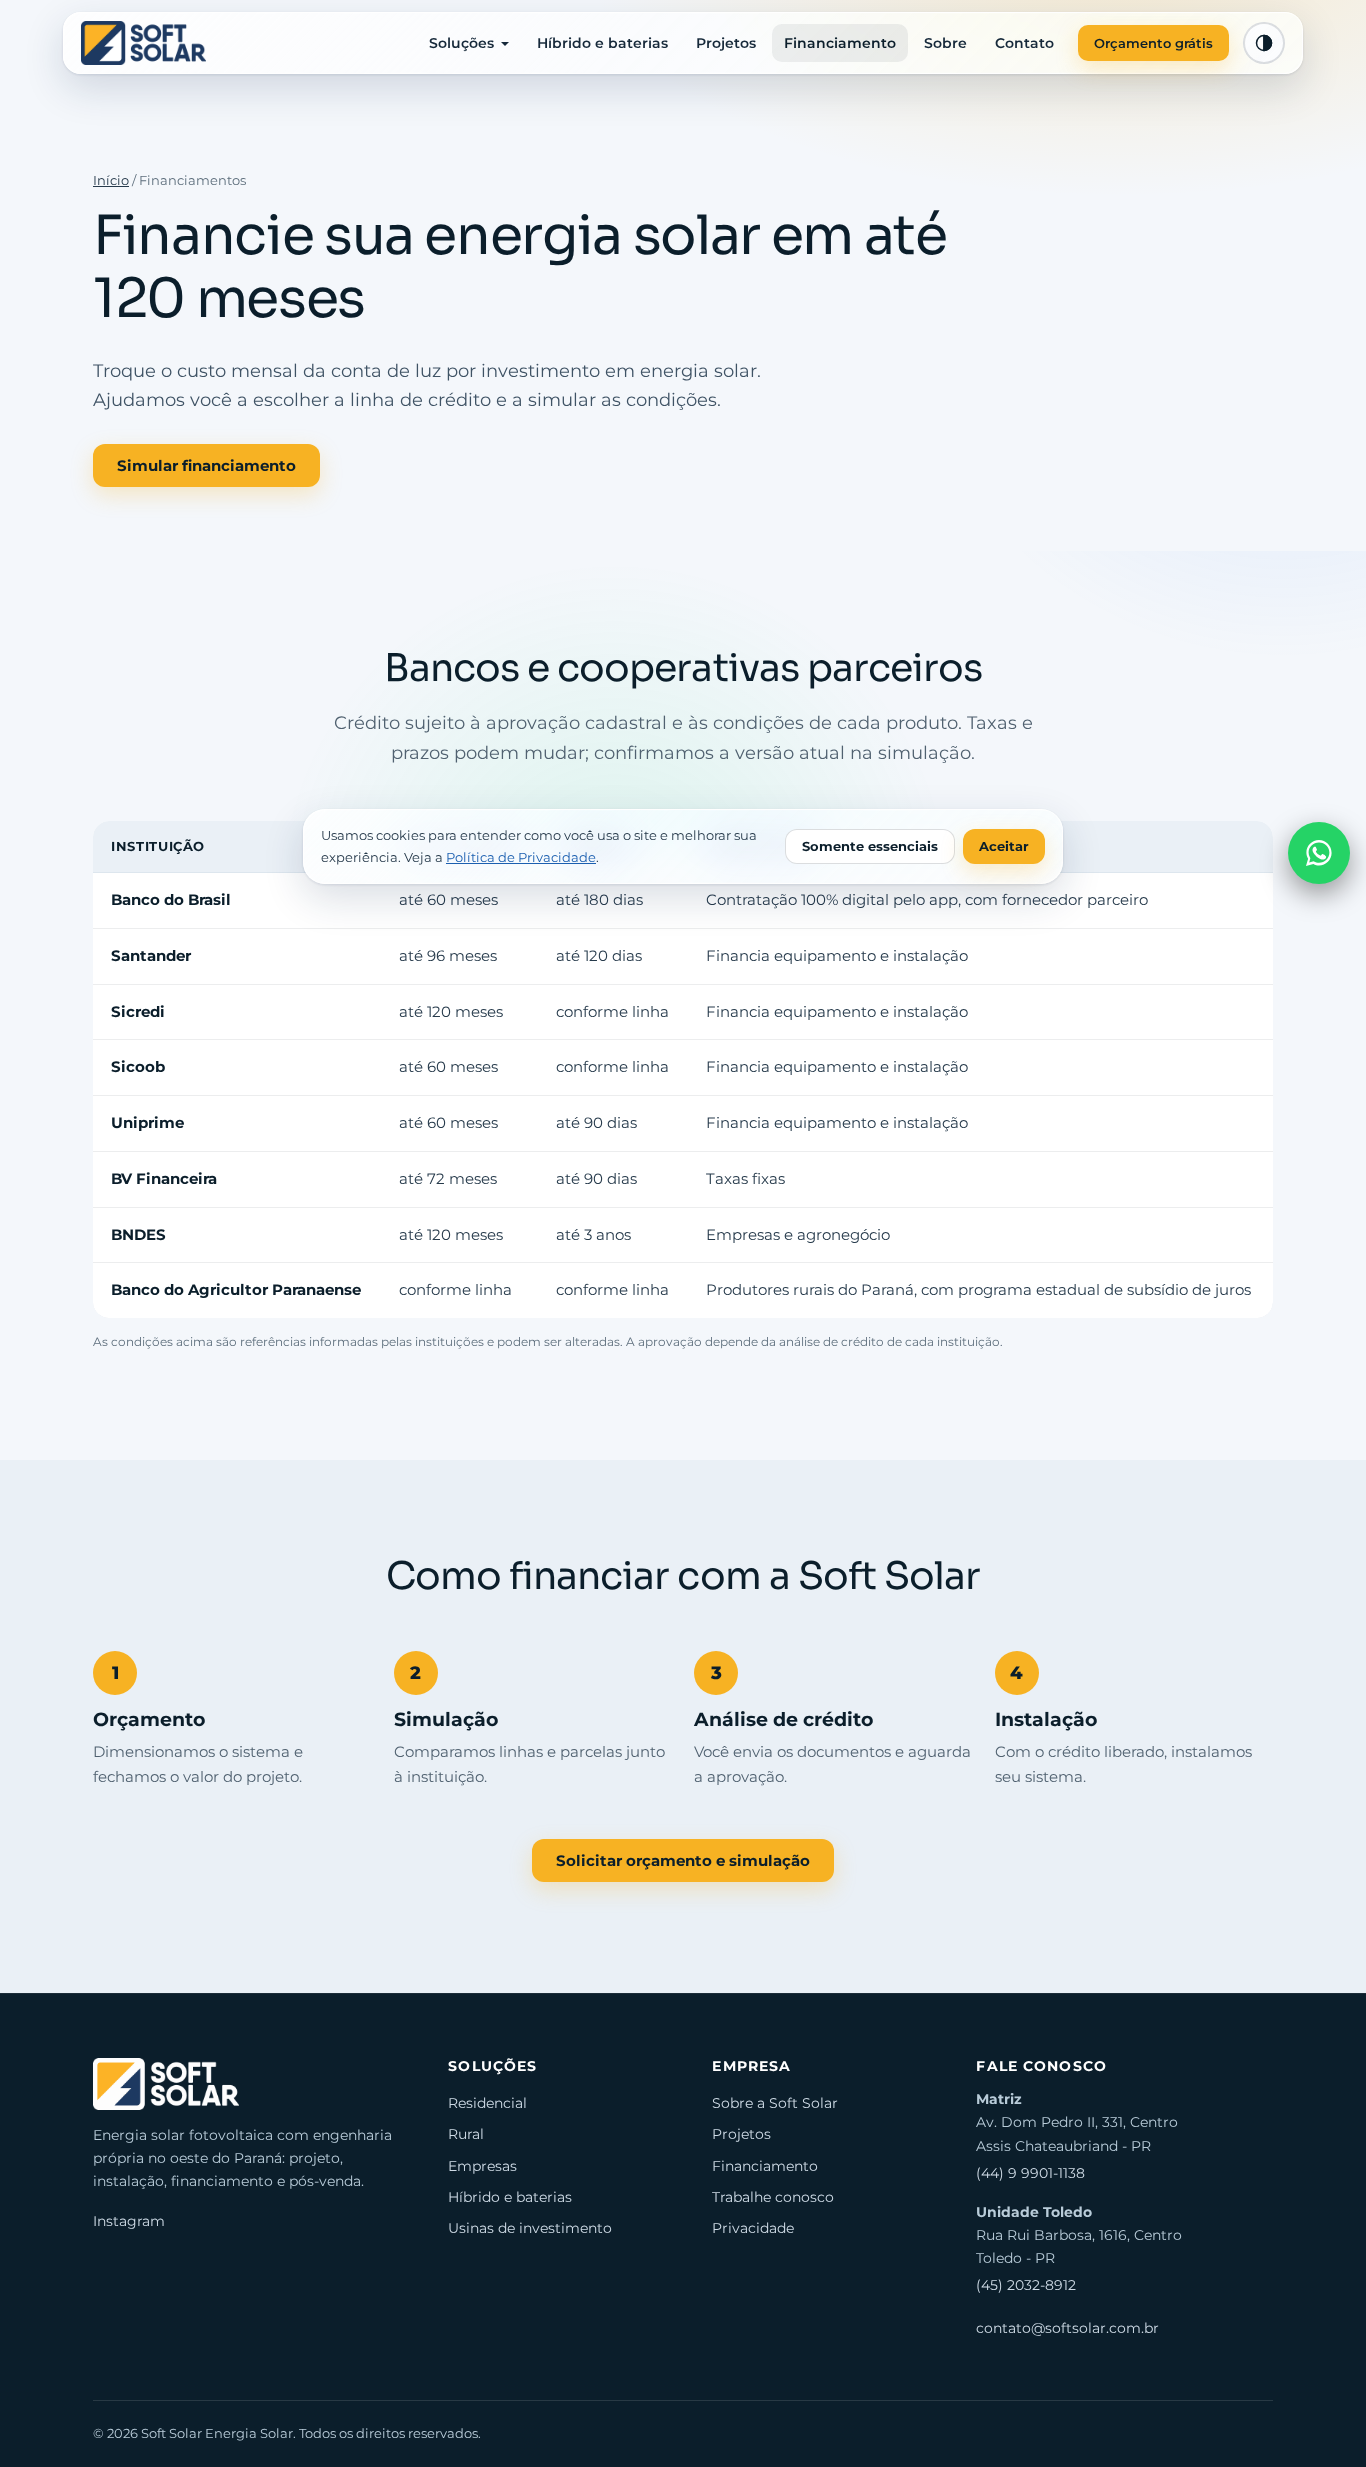 SOFT SOLAR
Soluções
Híbrido e baterias
Projetos
Financiamento
Sobre
Contato
Orçamento grátis
Início / Financiamentos
Financie sua energia solar em até
120 meses
Troque o custo mensal da conta de luz por investimento em energia solar.
Ajudamos você a escolher a linha de crédito e a simular as condições.
Simular financiamento
Bancos e cooperativas parceiros
Crédito sujeito à aprovação cadastral e às condições de cada produto. Taxas e
prazos podem mudar; confirmamos a versão atual na simulação.
INSTITUIÇÃO
Usamos cookies para entender como você usa o site e melhorar sua
experiência. Veja a Política de Privacidade.
Somente essenciais
Aceitar
Banco do Brasil até 60 meses até 180 dias Contratação 100% digital pelo app, com fornecedor parceiro
Santander até 96 meses até 120 dias Financia equipamento e instalação
Sicredi até 120 meses conforme linha Financia equipamento e instalação
Sicoob até 60 meses conforme linha Financia equipamento e instalação
Uniprime até 60 meses até 90 dias Financia equipamento e instalação
BV Financeira até 72 meses até 90 dias Taxas fixas
BNDES até 120 meses até 3 anos Empresas e agronegócio
Banco do Agricultor Paranaense conforme linha conforme linha Produtores rurais do Paraná, com programa estadual de subsídio de juros
As condições acima são referências informadas pelas instituições e podem ser alteradas. A aprovação depende da análise de crédito de cada instituição.
Como financiar com a Soft Solar
1
Orçamento
Dimensionamos o sistema e
fechamos o valor do projeto.
2
Simulação
Comparamos linhas e parcelas junto
à instituição.
3
Análise de crédito
Você envia os documentos e aguarda
a aprovação.
4
Instalação
Com o crédito liberado, instalamos
seu sistema.
Solicitar orçamento e simulação
SOFT SOLAR
Energia solar fotovoltaica com engenharia
própria no oeste do Paraná: projeto,
instalação, financiamento e pós-venda.
Instagram
SOLUÇÕES
Residencial
Rural
Empresas
Híbrido e baterias
Usinas de investimento
EMPRESA
Sobre a Soft Solar
Projetos
Financiamento
Trabalhe conosco
Privacidade
FALE CONOSCO
Matriz
Av. Dom Pedro II, 331, Centro
Assis Chateaubriand - PR
(44) 9 9901-1138
Unidade Toledo
Rua Rui Barbosa, 1616, Centro
Toledo - PR
(45) 2032-8912
contato@softsolar.com.br
© 2026 Soft Solar Energia Solar. Todos os direitos reservados.